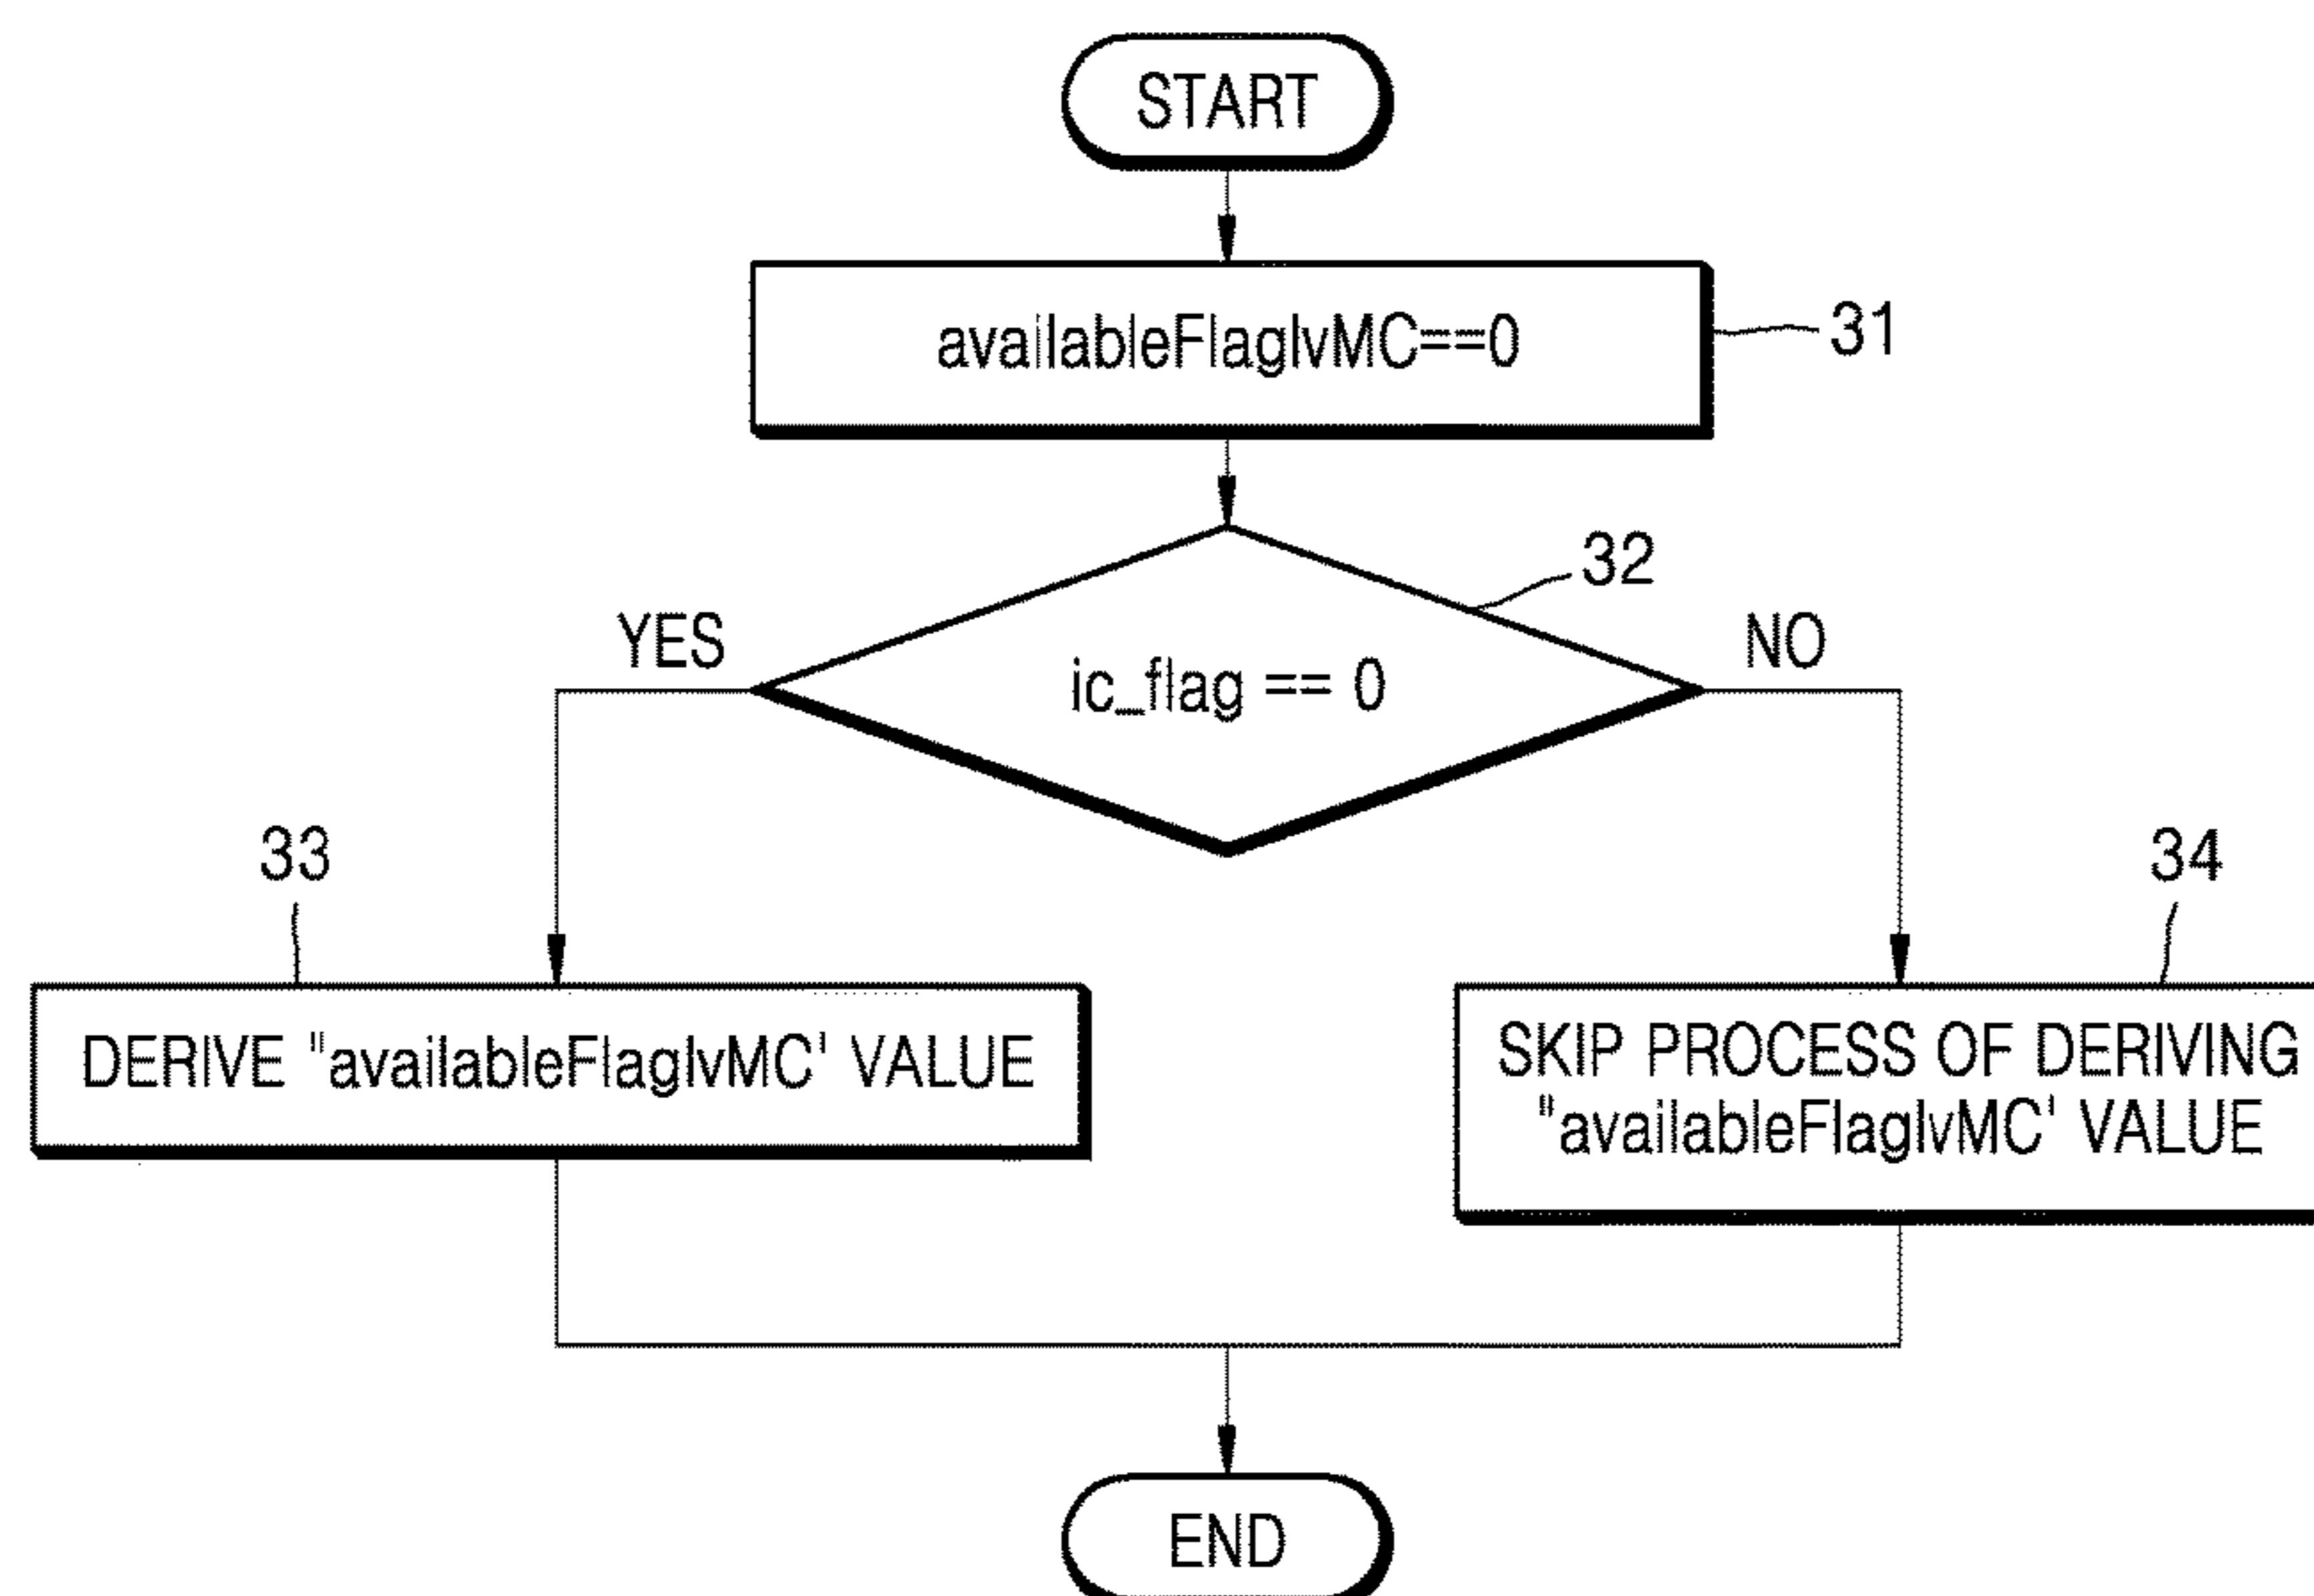 START
availableFlagIvMC==0
31
32
YES
NO
ic_flag == 0
33
34
DERIVE "availableFlagIvMC' VALUE
SKIP PROCESS OF DERIVING
"availableFlagIvMC' VALUE
END